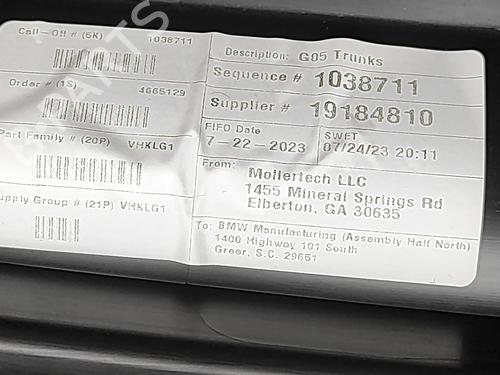 Call-Off # (5K) 1038711
Order # (1S) 4665129
Part Family # (20P) VHKLG1
Supply Group # (21P) VHKLG1
Description: G05 Trunks
Sequence # 1038711
Supplier # 19184810
FIFO Date SWET
7-22-2023 07/24/23 20:11
From: Mollertech LLC
1455 Mineral Springs Rd
Elberton, GA 30635
To: BMW Manufacturing (Assembly Hall North)
1400 Highway 101 South
Greer, S.C. 29651
PARTS